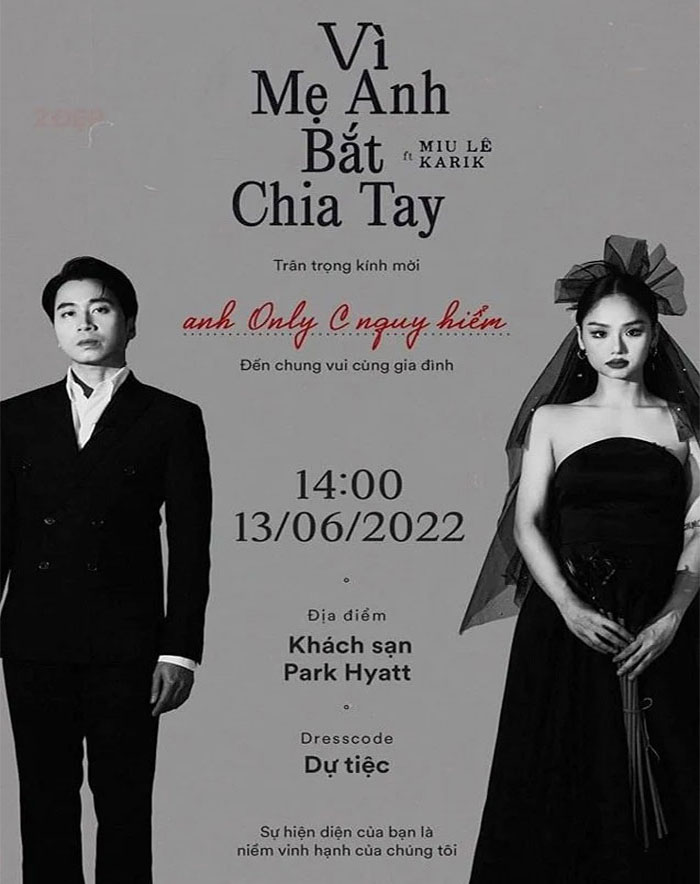 Vì
Mẹ Anh
Bắt
ft MIU LÊ
KARIK
Chia Tay
Trân trọng kính mời
anh Only C nguy hiểm
Đến chung vui cùng gia đình
14:00
13/06/2022
Địa điểm
Khách sạn
Park Hyatt
Dresscode
Dự tiệc
Sự hiện diện của bạn là
niềm vinh hạnh của chúng tôi